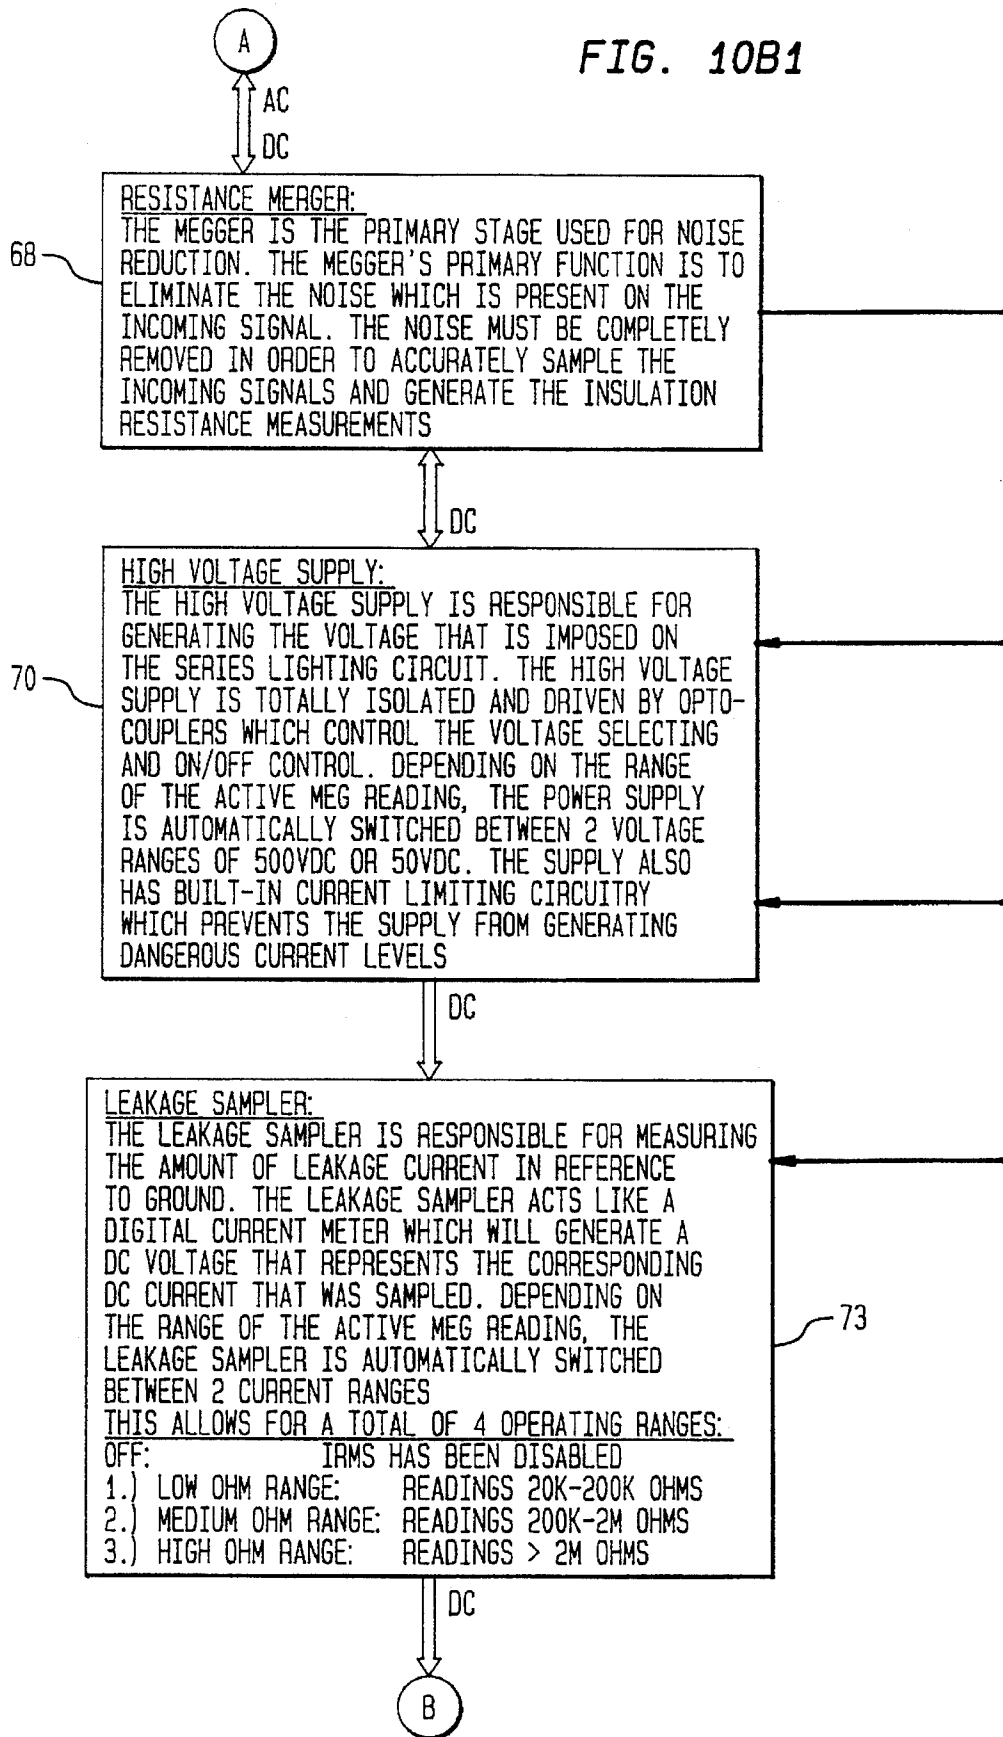 FIG. 10B1
A
AC
DC
68
RESISTANCE MERGER:
THE MEGGER IS THE PRIMARY STAGE USED FOR NOISE
REDUCTION. THE MEGGER'S PRIMARY FUNCTION IS TO
ELIMINATE THE NOISE WHICH IS PRESENT ON THE
INCOMING SIGNAL. THE NOISE MUST BE COMPLETELY
REMOVED IN ORDER TO ACCURATELY SAMPLE THE
INCOMING SIGNALS AND GENERATE THE INSULATION
RESISTANCE MEASUREMENTS
DC
70
HIGH VOLTAGE SUPPLY:
THE HIGH VOLTAGE SUPPLY IS RESPONSIBLE FOR
GENERATING THE VOLTAGE THAT IS IMPOSED ON
THE SERIES LIGHTING CIRCUIT. THE HIGH VOLTAGE
SUPPLY IS TOTALLY ISOLATED AND DRIVEN BY OPTO-
COUPLERS WHICH CONTROL THE VOLTAGE SELECTING
AND ON/OFF CONTROL. DEPENDING ON THE RANGE
OF THE ACTIVE MEG READING, THE POWER SUPPLY
IS AUTOMATICALLY SWITCHED BETWEEN 2 VOLTAGE
RANGES OF 500VDC OR 50VDC. THE SUPPLY ALSO
HAS BUILT-IN CURRENT LIMITING CIRCUITRY
WHICH PREVENTS THE SUPPLY FROM GENERATING
DANGEROUS CURRENT LEVELS
DC
LEAKAGE SAMPLER:
THE LEAKAGE SAMPLER IS RESPONSIBLE FOR MEASURING
THE AMOUNT OF LEAKAGE CURRENT IN REFERENCE
TO GROUND. THE LEAKAGE SAMPLER ACTS LIKE A
DIGITAL CURRENT METER WHICH WILL GENERATE A
DC VOLTAGE THAT REPRESENTS THE CORRESPONDING
DC CURRENT THAT WAS SAMPLED. DEPENDING ON
THE RANGE OF THE ACTIVE MEG READING, THE
LEAKAGE SAMPLER IS AUTOMATICALLY SWITCHED
BETWEEN 2 CURRENT RANGES
THIS ALLOWS FOR A TOTAL OF 4 OPERATING RANGES:
OFF: IRMS HAS BEEN DISABLED
1.) LOW OHM RANGE: READINGS 20K-200K OHMS
2.) MEDIUM OHM RANGE: READINGS 200K-2M OHMS
3.) HIGH OHM RANGE: READINGS > 2M OHMS
73
DC
B